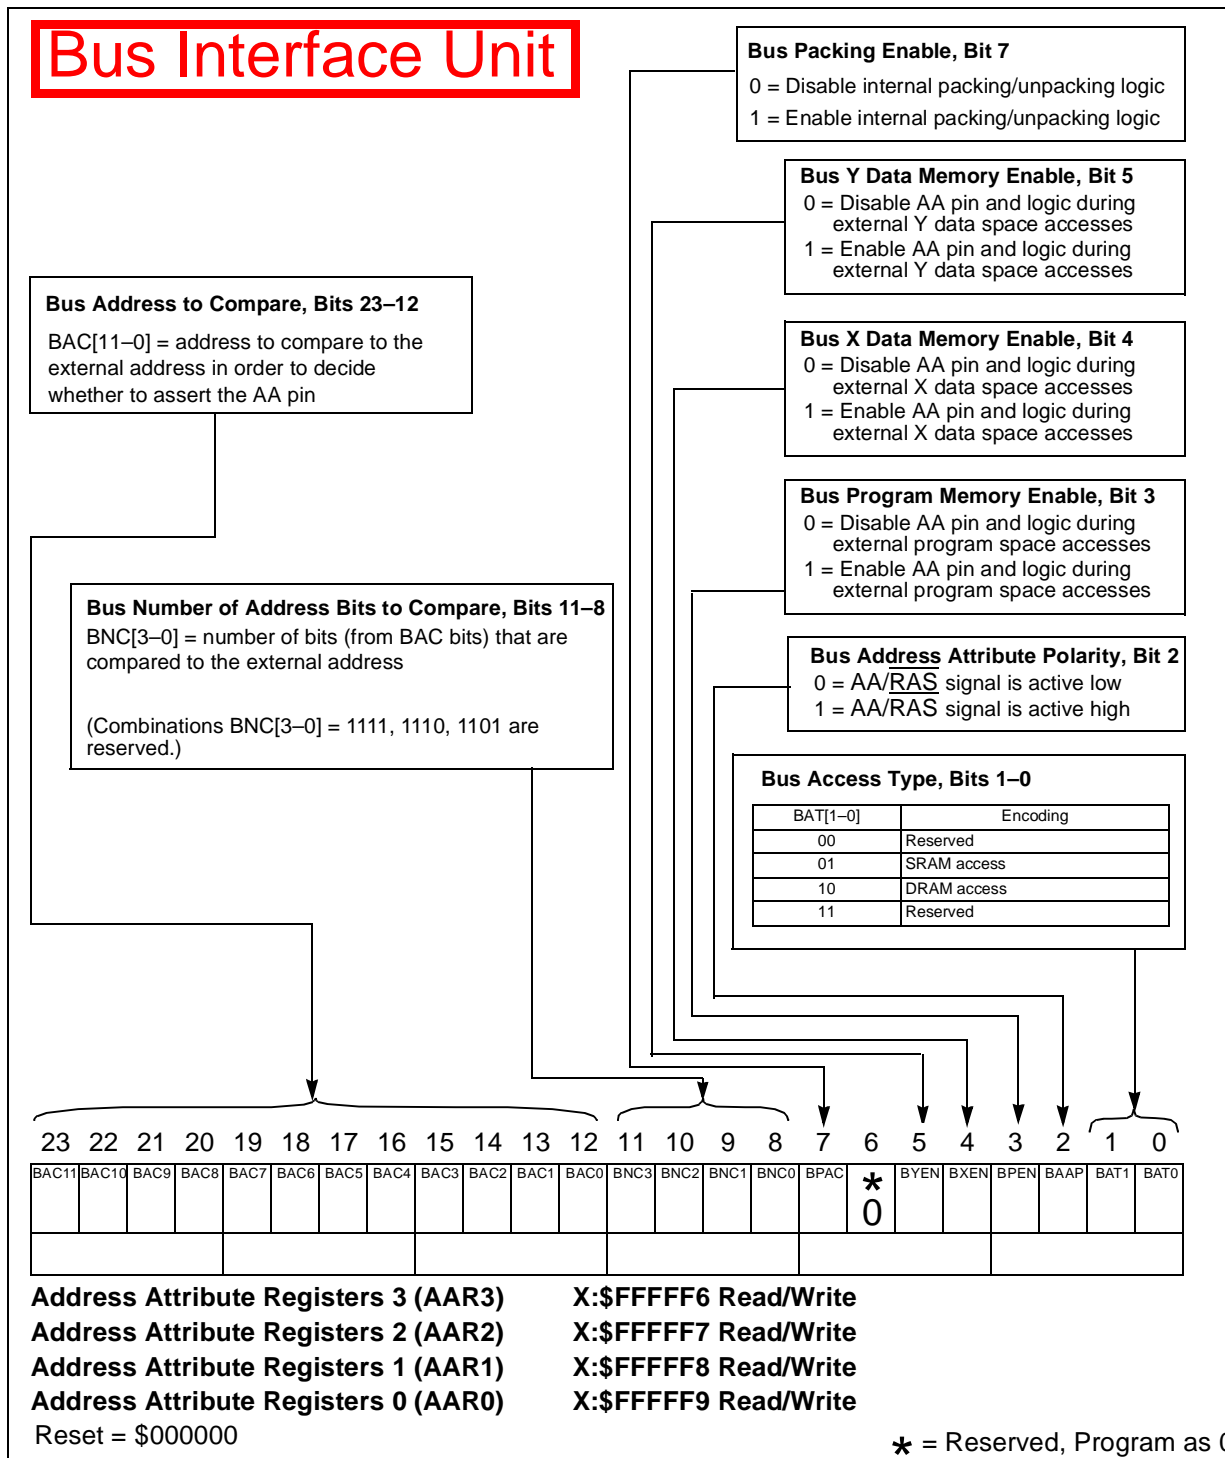 Bus Interface Unit
Bus Packing Enable, Bit 7
0 = Disable internal packing/unpacking logic
1 = Enable internal packing/unpacking logic
Bus Y Data Memory Enable, Bit 5
0 = Disable AA pin and logic during
external Y data space accesses
1 = Enable AA pin and logic during
external Y data space accesses
Bus Address to Compare, Bits 23–12
BAC[11–0] = address to compare to the
external address in order to decide
whether to assert the AA pin
Bus X Data Memory Enable, Bit 4
0 = Disable AA pin and logic during
external X data space accesses
1 = Enable AA pin and logic during
external X data space accesses
Bus Program Memory Enable, Bit 3
0 = Disable AA pin and logic during
external program space accesses
1 = Enable AA pin and logic during
external program space accesses
Bus Number of Address Bits to Compare, Bits 11–8
BNC[3–0] = number of bits (from BAC bits) that are
compared to the external address
(Combinations BNC[3–0] = 1111, 1110, 1101 are
reserved.)
Bus Address Attribute Polarity, Bit 2
0 = AA/RAS signal is active low
1 = AA/RAS signal is active high
Bus Access Type, Bits 1–0
BAT[1–0] Encoding
00 Reserved
01 SRAM access
10 DRAM access
11 Reserved
23 22 21 20 19 18 17 16 15 14 13 12 11 10 9 8 7 6 5 4 3 2 1 0
BAC11 BAC10 BAC9 BAC8 BAC7 BAC6 BAC5 BAC4 BAC3 BAC2 BAC1 BAC0 BNC3 BNC2 BNC1 BNC0 BPAC * BYEN BXEN BPEN BAAP BAT1 BAT0
0
Address Attribute Registers 3 (AAR3) X:$FFFFF6 Read/Write
Address Attribute Registers 2 (AAR2) X:$FFFFF7 Read/Write
Address Attribute Registers 1 (AAR1) X:$FFFFF8 Read/Write
Address Attribute Registers 0 (AAR0) X:$FFFFF9 Read/Write
Reset = $000000
* = Reserved, Program as 0